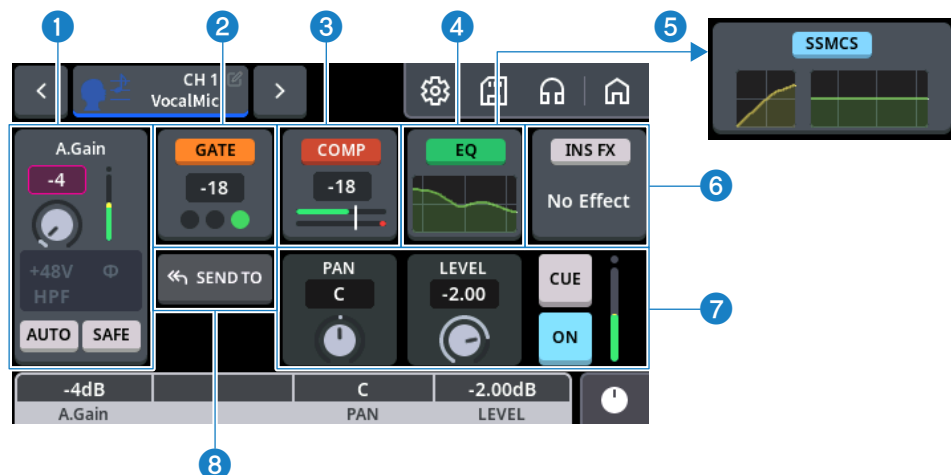 1
2
3
4
5
SSMCS
CH 1
VocalMic
A.Gain
-4
+48V Φ
HPF
AUTO SAFE
GATE
-18
COMP
-18
EQ
INS FX
No Effect
6
SEND TO
PAN
C
LEVEL
-2.00
CUE
ON
7
-4dB C -2.00dB
A.Gain PAN LEVEL
8